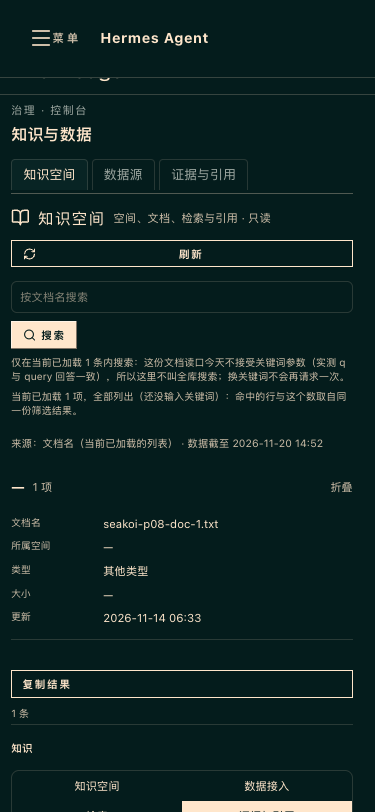 菜单 Hermes Agent
治理 · 控制台
知识与数据
知识空间 数据源 证据与引用
知识空间 空间、文档、检索与引用 · 只读
刷新
按文档名搜索
搜索
仅在当前已加载 1 条内搜索：这份文档读口今天不接受关键词参数（实测 q
与 query 回答一致），所以这里不叫全库搜索；换关键词不会再请求一次。
当前已加载 1 项，全部列出（还没输入关键词）：命中的行与这个数取自同
一份筛选结果。
来源：文档名（当前已加载的列表） · 数据截至 2026-11-20 14:52
— 1 项 折叠
文档名 seakoi-p08-doc-1.txt
所属空间 —
类型 其他类型
大小 —
更新 2026-11-14 06:33
复制结果
1 条
知识
知识空间 数据接入